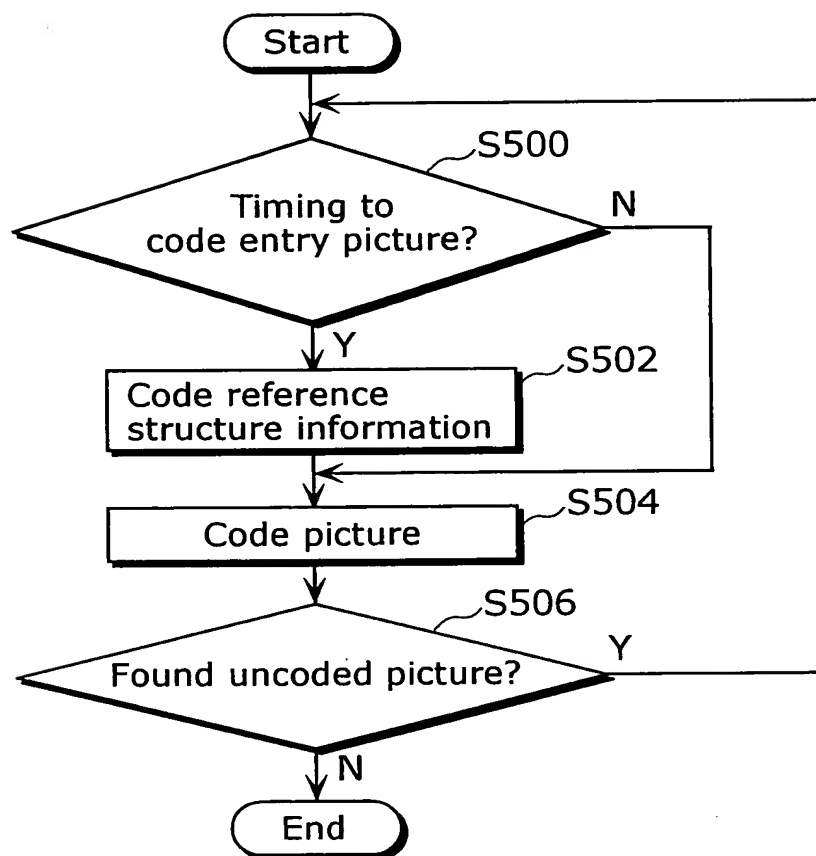 Start
S500
Timing to
code entry picture?
N
Y
S502
Code reference
structure information
S504
Code picture
S506
Found uncoded picture?
Y
N
End